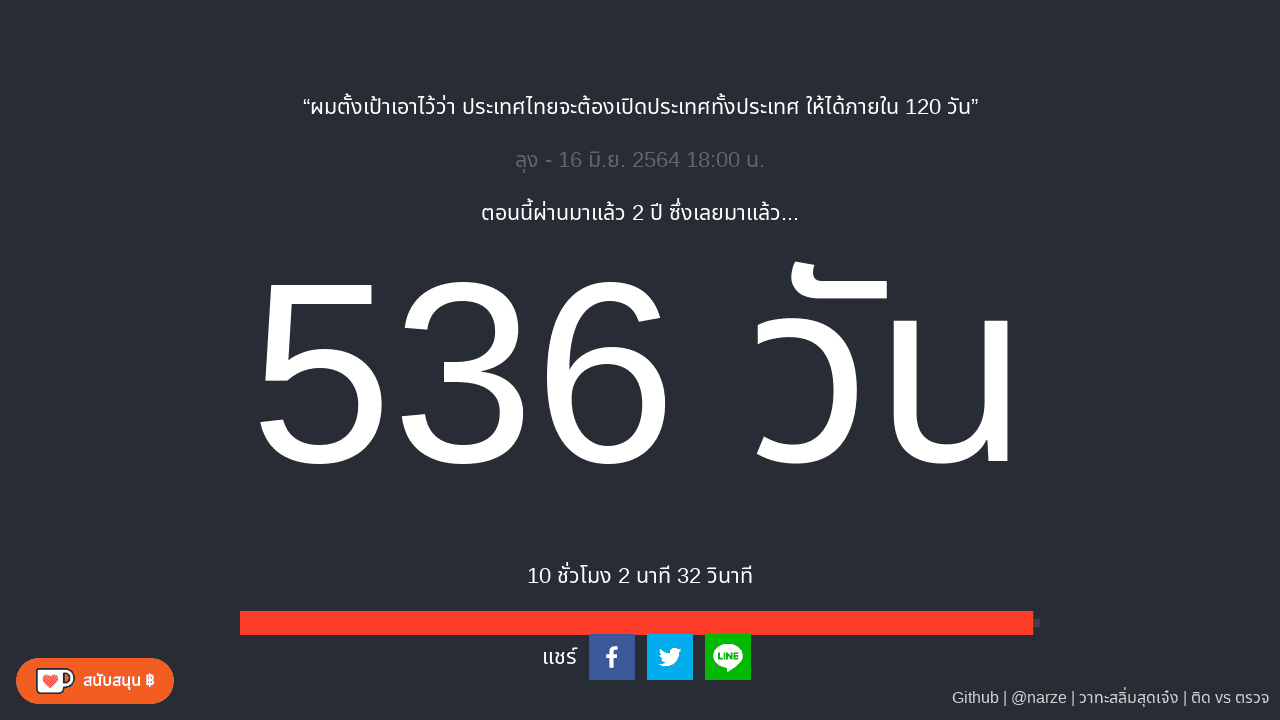 “ผมตั้งเป้าเอาไว้ว่า ประเทศไทยจะต้องเปิดประเทศทั้งประเทศ ให้ได้ภายใน 120 วัน”
ลุง - 16 มิ.ย. 2564 18:00 น.
ตอนนี้ผ่านมาแล้ว 2 ปี ซึ่งเลยมาแล้ว...
536 วัน
10 ชั่วโมง 2 นาที 32 วินาที
แชร์
LINE
สนับสนุน ฿
Github | @narze | วาทะสลิ่มสุดเจ๋ง | ติด vs ตรวจ